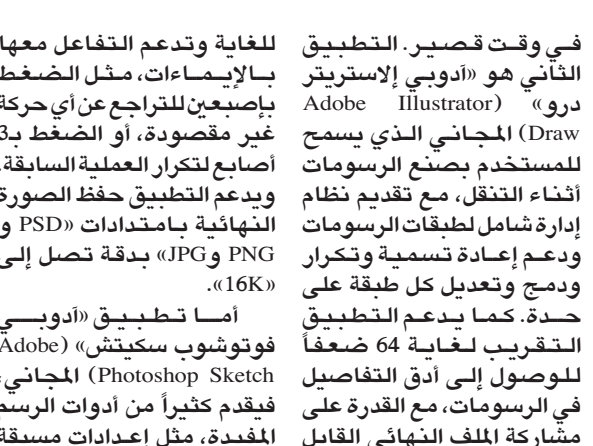 في وقت قصير. التطبيق
الثاني هو «آدوبي إلاستريتر
درو» (Adobe Illustrator
Draw) المجاني الذي يسمح
للمستخدم بصنع الرسومات
أثناء التنقل، مع تقديم نظام
إدارة شامل لطبقات الرسومات
ودعم إعادة تسمية وتكرار
ودمج وتعديل كل طبقة على
حدة. كما يدعم التطبيق
التقريب لغاية 64 ضعفاً
للوصول إلى أدق التفاصيل
في الرسومات، مع القدرة على
مشاركة الملف النهائي القابل
للغاية وتدعم التفاعل معها
بالإيماءات، مثل الضغط
بإصبعين للتراجع عن أي حركة
غير مقصودة، أو الضغط بـ3
أصابع لتكرار العملية السابقة.
ويدعم التطبيق حفظ الصورة
النهائية بامتدادات «PSD و
PNG وJPG» بدقة تصل إلى
«16K».
أما تطبيق «آدوبي
فوتوشوب سكيتش» (Adobe
Photoshop Sketch) المجاني،
فيقدم كثيراً من أدوات الرسم
المفيدة، مثل إعدادات مسبقة